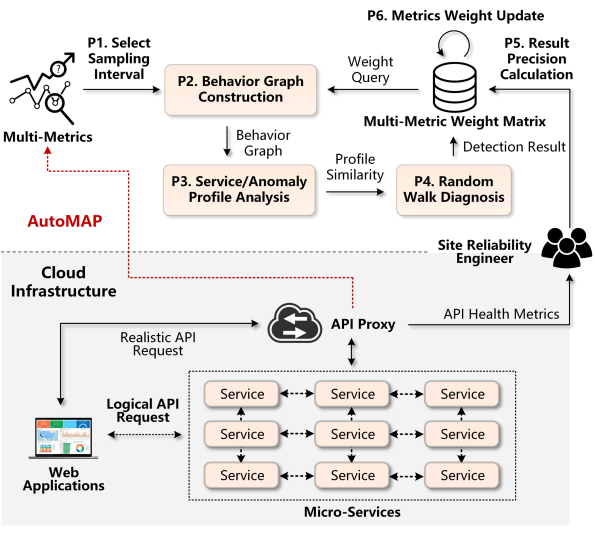 P6. Metrics Weight Update
P1. Select
Sampling
Interval
P5. Result
Precision
Calculation
Weight
Query
P2. Behavior Graph
Construction
Multi-Metrics
Multi-Metric Weight Matrix
Behavior
Graph
Detection Result
Profile
Similarity
P3. Service/Anomaly
Profile Analysis
P4. Random
Walk Diagnosis
AutoMAP
Site Reliability
Engineer
Cloud
Infrastructure
API Proxy
API Health Metrics
Realistic API
Request
Logical API
Request
Service
Service
Service
Service
Service
Service
Service
Service
Service
Web
Applications
Micro-Services